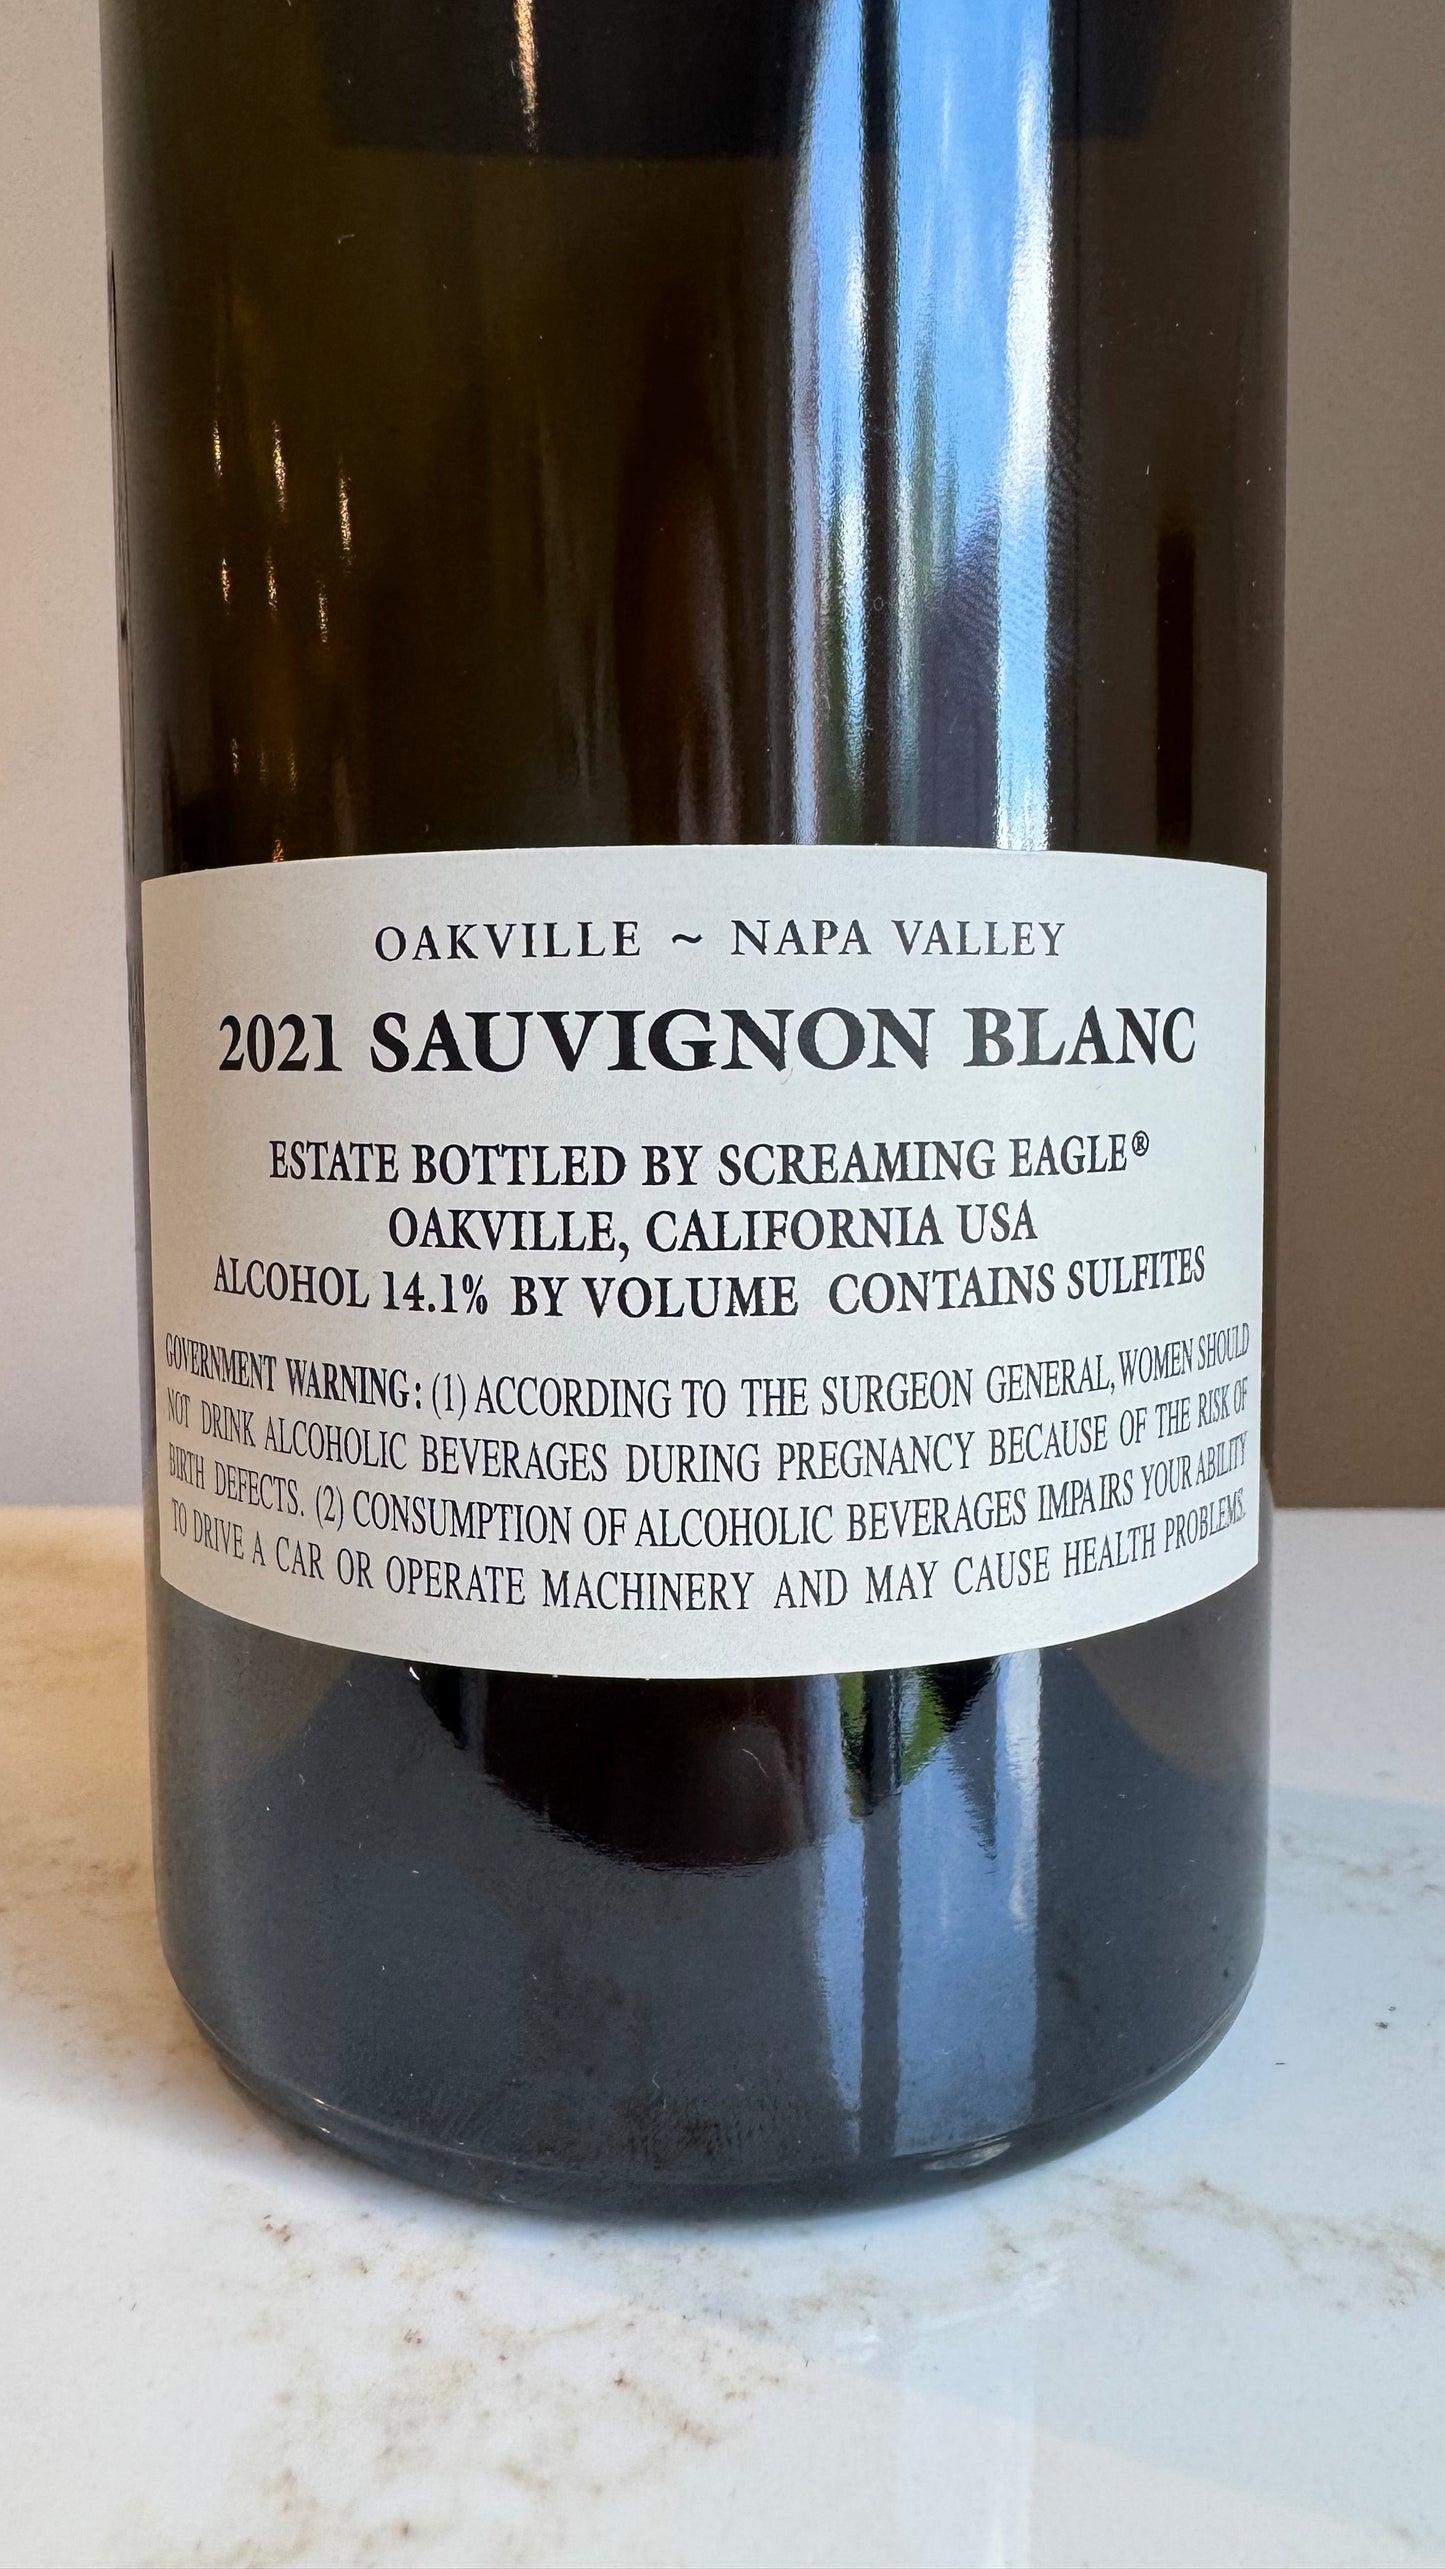 OAKVILLE ~ NAPA VALLEY
2021 SAUVIGNON BLANC
ESTATE BOTTLED BY SCREAMING EAGLE®
OAKVILLE, CALIFORNIA USA
ALCOHOL 14.1% BY VOLUME CONTAINS SULFITES
GOVERNMENT WARNING: (1) ACCORDING TO THE SURGEON GENERAL, WOMEN SHOULD
NOT DRINK ALCOHOLIC BEVERAGES DURING PREGNANCY BECAUSE OF THE RISK OF
BIRTH DEFECTS. (2) CONSUMPTION OF ALCOHOLIC BEVERAGES IMPAIRS YOUR ABILITY
TO DRIVE A CAR OR OPERATE MACHINERY AND MAY CAUSE HEALTH PROBLEMS.